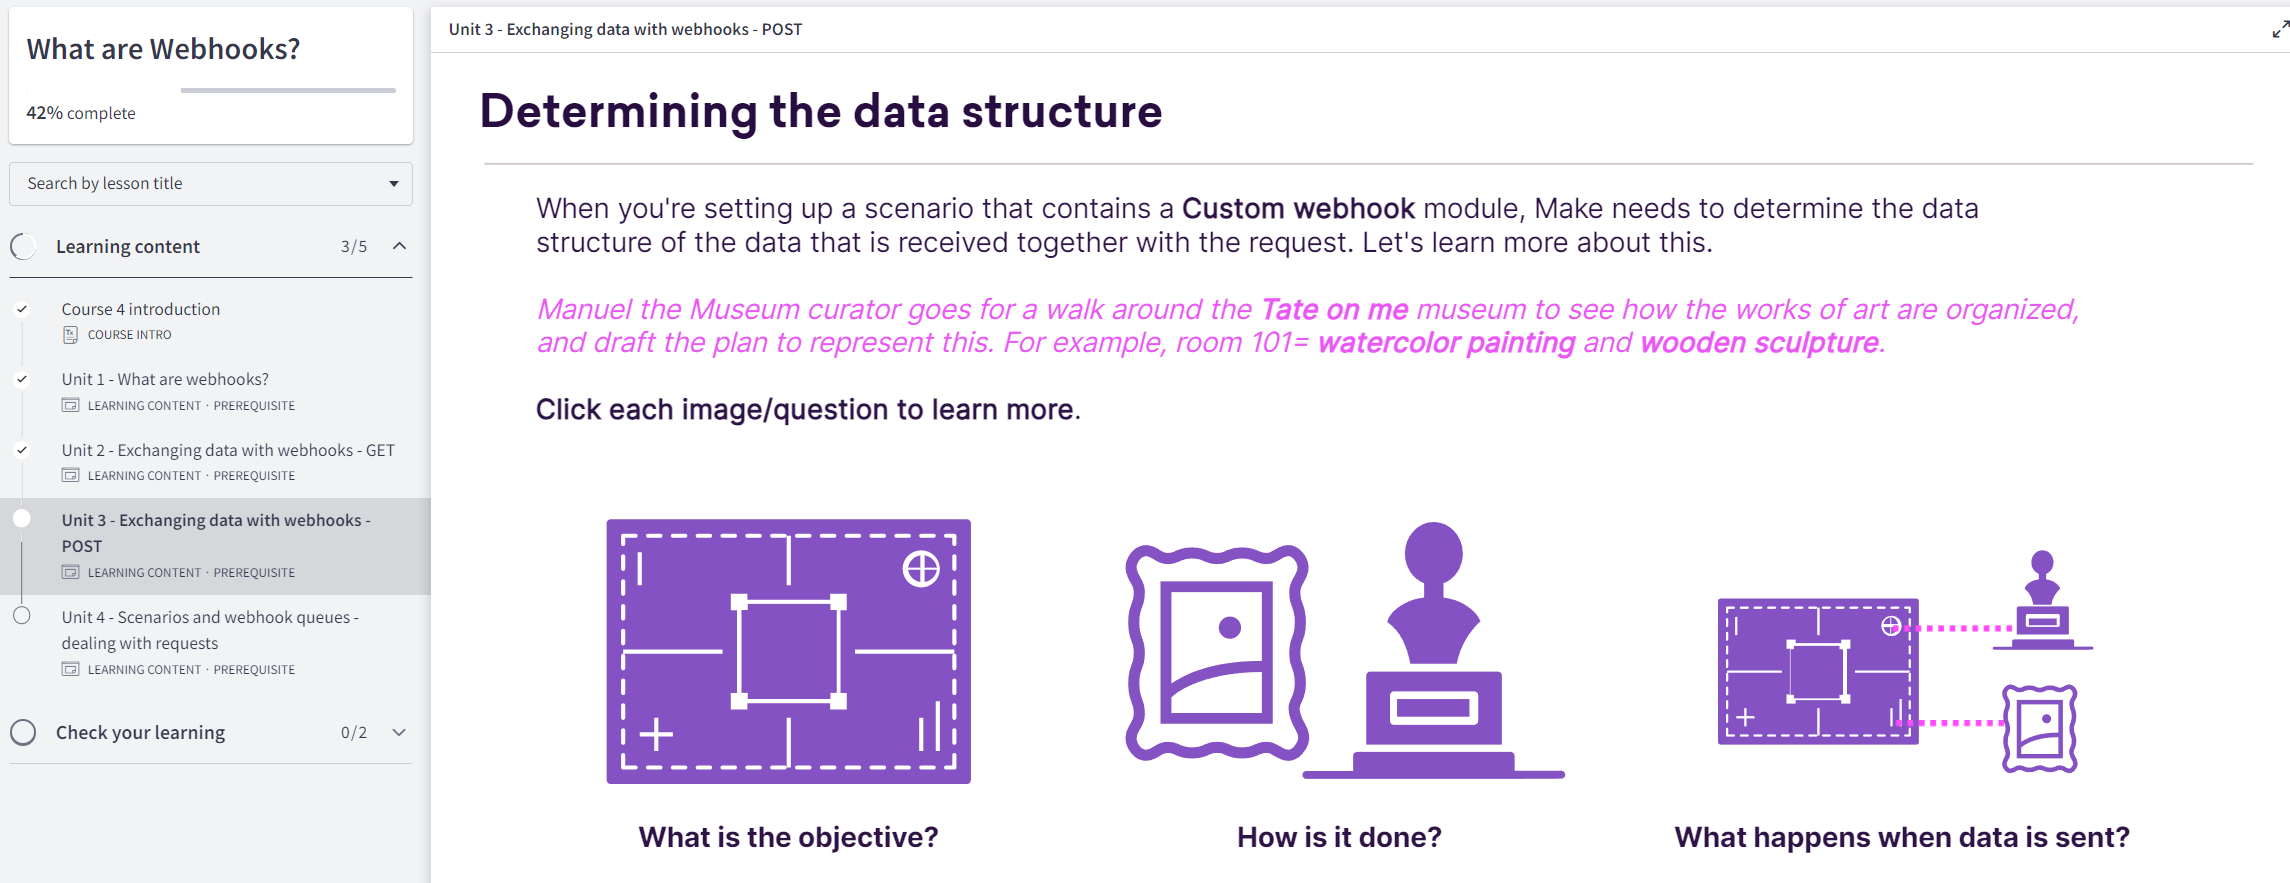 What are Webhooks?
42% complete
Search by lesson title
Learning content 3/5
Course 4 introduction
COURSE INTRO
Unit 1 - What are webhooks?
LEARNING CONTENT · PREREQUISITE
Unit 2 - Exchanging data with webhooks - GET
LEARNING CONTENT · PREREQUISITE
Unit 3 - Exchanging data with webhooks -
POST
LEARNING CONTENT · PREREQUISITE
Unit 4 - Scenarios and webhook queues -
dealing with requests
LEARNING CONTENT · PREREQUISITE
Check your learning 0/2
Unit 3 - Exchanging data with webhooks - POST
Determining the data structure
When you're setting up a scenario that contains a Custom webhook module, Make needs to determine the data
structure of the data that is received together with the request. Let's learn more about this.
Manuel the Museum curator goes for a walk around the Tate on me museum to see how the works of art are organized,
and draft the plan to represent this. For example, room 101= watercolor painting and wooden sculpture.
Click each image/question to learn more.
What is the objective?
How is it done?
What happens when data is sent?